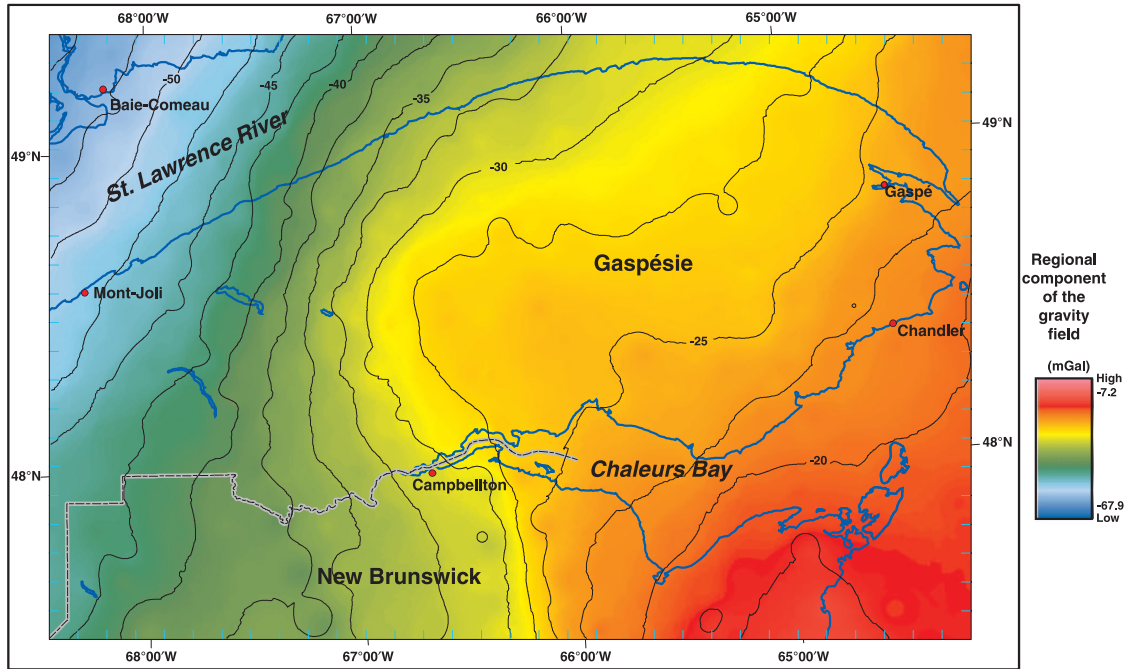 68°00'W
67°00'W
66°00'W
65°00'W
-50
-45
-40
-35
Baie-Comeau
St. Lawrence River
49°N
49°N
-30
Gaspé
Gaspésie
Mont-Joli
Chandler
-25
48°N
Chaleurs Bay
-20
48°N
Campbellton
New Brunswick
68°00'W
67°00'W
66°00'W
65°00'W
Regional
component
of the
gravity
field
(mGal)
High
-7.2
-67.9
Low